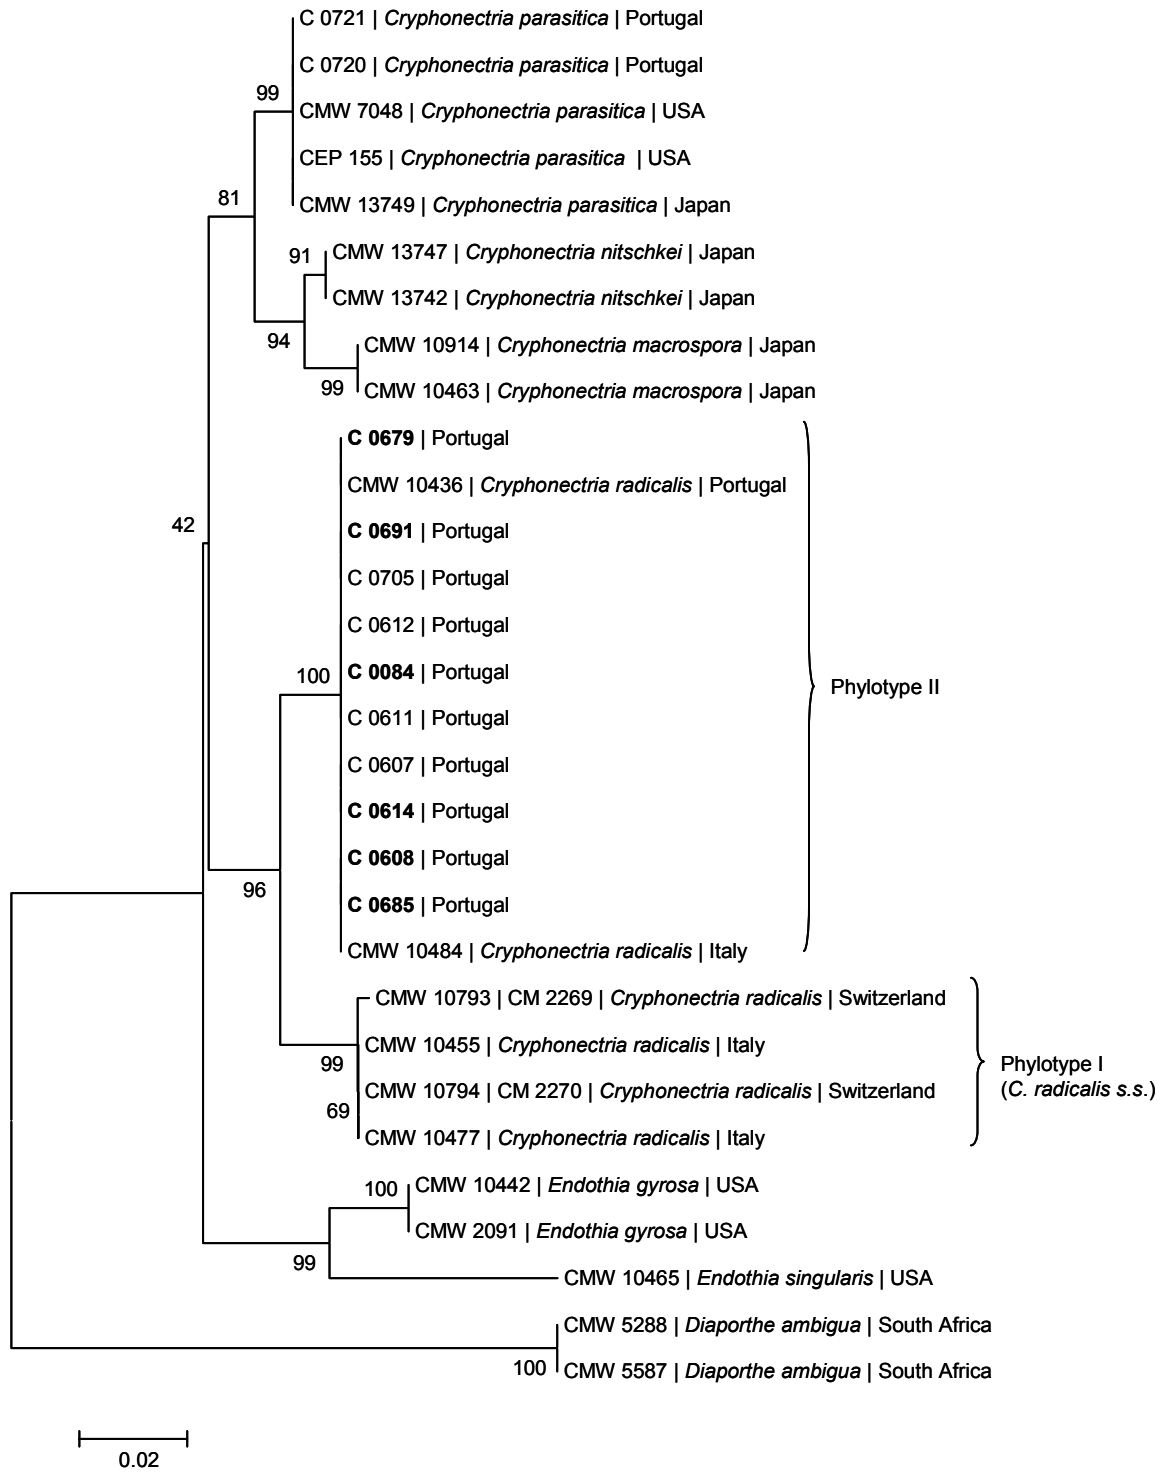 C 0721 | Cryphonectria parasitica | Portugal
C 0720 | Cryphonectria parasitica | Portugal
99
CMW 7048 | Cryphonectria parasitica | USA
CEP 155 | Cryphonectria parasitica | USA
81
CMW 13749 | Cryphonectria parasitica | Japan
91
CMW 13747 | Cryphonectria nitschkei | Japan
CMW 13742 | Cryphonectria nitschkei | Japan
94
CMW 10914 | Cryphonectria macrospora | Japan
99
CMW 10463 | Cryphonectria macrospora | Japan
C 0679 | Portugal
CMW 10436 | Cryphonectria radicalis | Portugal
42
C 0691 | Portugal
C 0705 | Portugal
C 0612 | Portugal
100
C 0084 | Portugal
Phylotype II
C 0611 | Portugal
C 0607 | Portugal
C 0614 | Portugal
C 0608 | Portugal
96
C 0685 | Portugal
CMW 10484 | Cryphonectria radicalis | Italy
CMW 10793 | CM 2269 | Cryphonectria radicalis | Switzerland
CMW 10455 | Cryphonectria radicalis | Italy
99
Phylotype I
(C. radicalis s.s.)
CMW 10794 | CM 2270 | Cryphonectria radicalis | Switzerland
69
CMW 10477 | Cryphonectria radicalis | Italy
100
CMW 10442 | Endothia gyrosa | USA
CMW 2091 | Endothia gyrosa | USA
99
CMW 10465 | Endothia singularis | USA
CMW 5288 | Diaporthe ambigua | South Africa
100
CMW 5587 | Diaporthe ambigua | South Africa
0.02